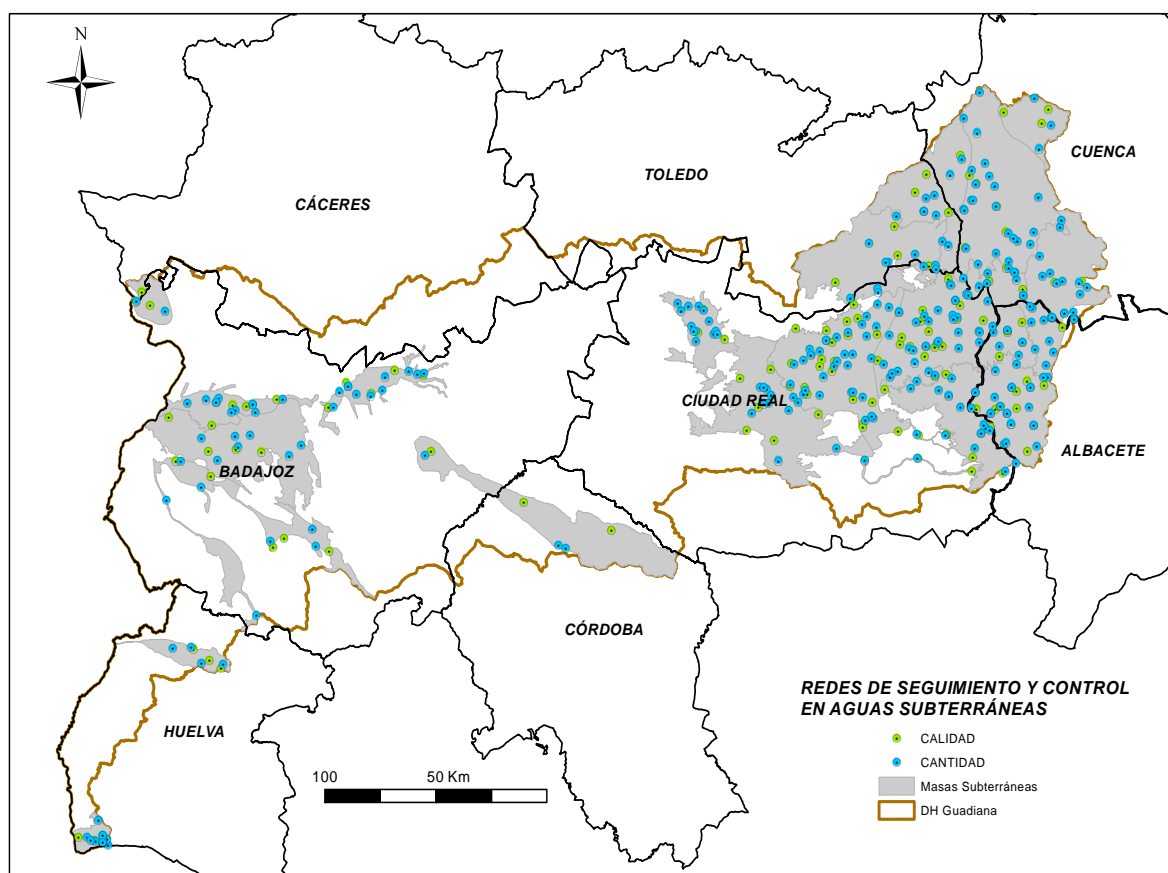 N
CUENCA
TOLEDO
CÁCERES
CIUDAD REAL
ALBACETE
BADAJOZ
CÓRDOBA
HUELVA
REDES DE SEGUIMIENTO Y CONTROL
EN AGUAS SUBTERRÁNEAS
CALIDAD
CANTIDAD
Masas Subterráneas
DH Guadiana
100 50 Km